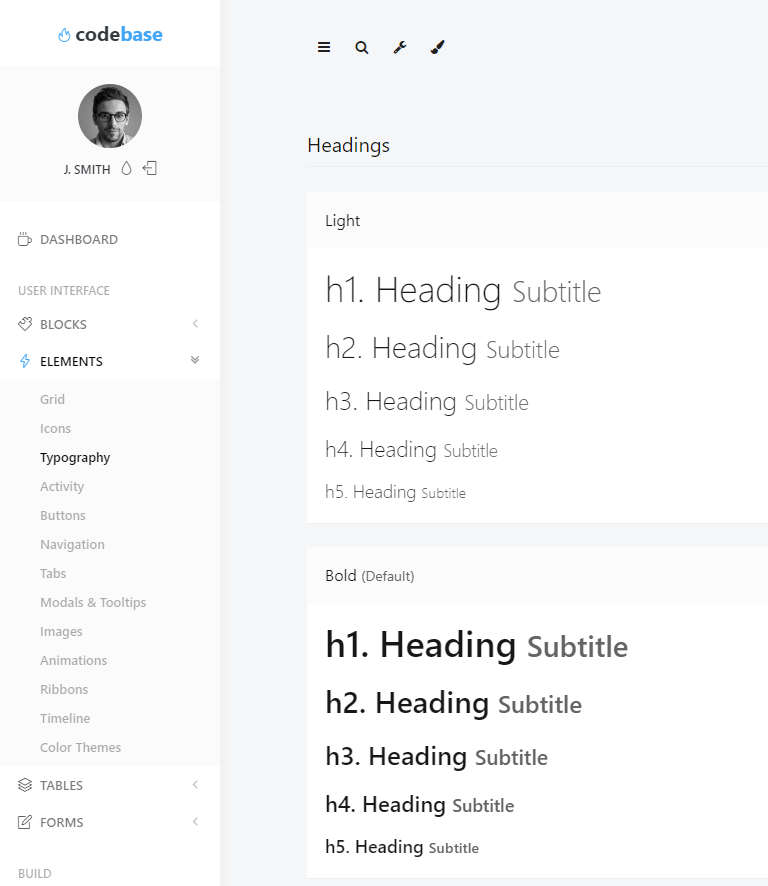 codebase
J. SMITH
DASHBOARD
USER INTERFACE
BLOCKS
ELEMENTS
Grid
Icons
Typography
Activity
Buttons
Navigation
Tabs
Modals & Tooltips
Images
Animations
Ribbons
Timeline
Color Themes
TABLES
FORMS
BUILD
Headings
Light
h1. Heading Subtitle
h2. Heading Subtitle
h3. Heading Subtitle
h4. Heading Subtitle
h5. Heading Subtitle
Bold (Default)
h1. Heading Subtitle
h2. Heading Subtitle
h3. Heading Subtitle
h4. Heading Subtitle
h5. Heading Subtitle